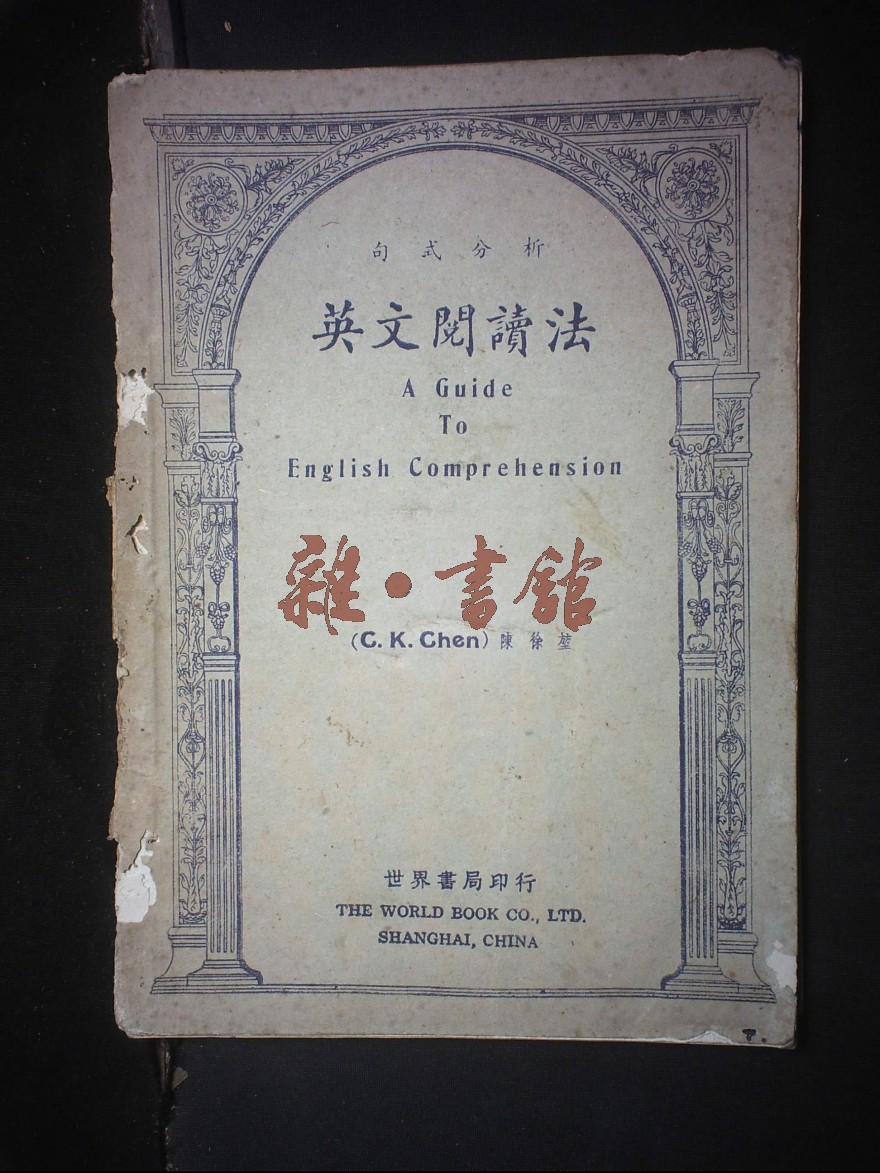 句式分析
英文閱讀法
A Guide
To
English Comprehension
雜·書館
(C. K. Chen) 陳徐堃
世界書局印行
THE WORLD BOOK CO., LTD.
SHANGHAI, CHINA